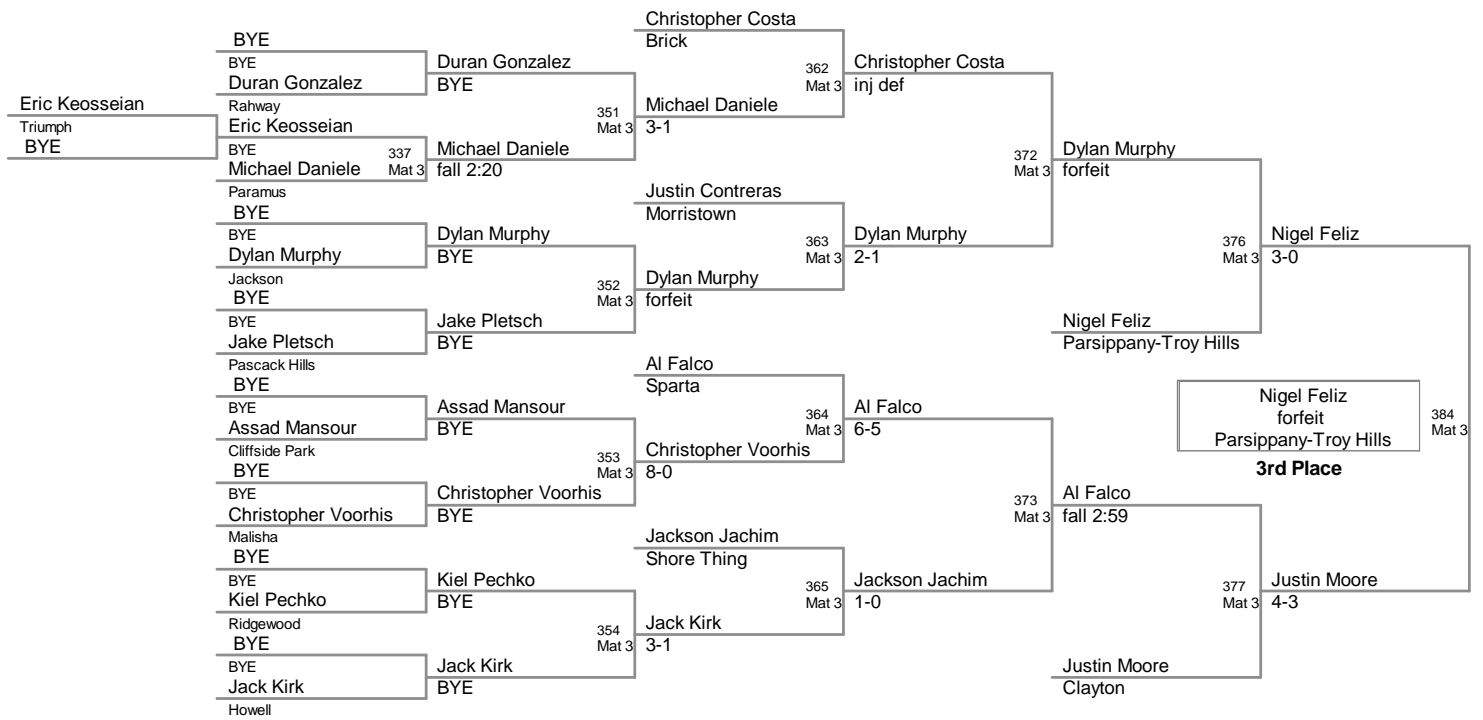 Eric Keosseian
Triumph
BYE
BYE
BYE
Duran Gonzalez
Rahway
Eric Keosseian
BYE
Michael Daniele
Paramus
BYE
BYE
Dylan Murphy
Jackson
BYE
BYE
Jake Pletsch
Pascack Hills
BYE
BYE
Assad Mansour
Cliffside Park
BYE
BYE
Christopher Voorhis
Malisha
BYE
BYE
Kiel Pechko
Ridgewood
BYE
BYE
Jack Kirk
Howell
Duran Gonzalez
BYE
337
Mat 3
Michael Daniele
fall 2:20
Dylan Murphy
BYE
Jake Pletsch
BYE
Assad Mansour
BYE
Christopher Voorhis
BYE
Kiel Pechko
BYE
Jack Kirk
BYE
Christopher Costa
Brick
351
Mat 3
Michael Daniele
3-1
Justin Contreras
Morristown
352
Mat 3
Dylan Murphy
forfeit
Al Falco
Sparta
353
Mat 3
Christopher Voorhis
8-0
Jackson Jachim
Shore Thing
354
Mat 3
Jack Kirk
3-1
362
Mat 3
Christopher Costa
inj def
363
Mat 3
Dylan Murphy
2-1
364
Mat 3
Al Falco
6-5
365
Mat 3
Jackson Jachim
1-0
372
Mat 3
Dylan Murphy
forfeit
Nigel Feliz
Parsippany-Troy Hills
373
Mat 3
Al Falco
fall 2:59
Justin Moore
Clayton
376
Mat 3
Nigel Feliz
3-0
377
Mat 3
Justin Moore
4-3
Nigel Feliz
forfeit
Parsippany-Troy Hills
3rd Place
384
Mat 3